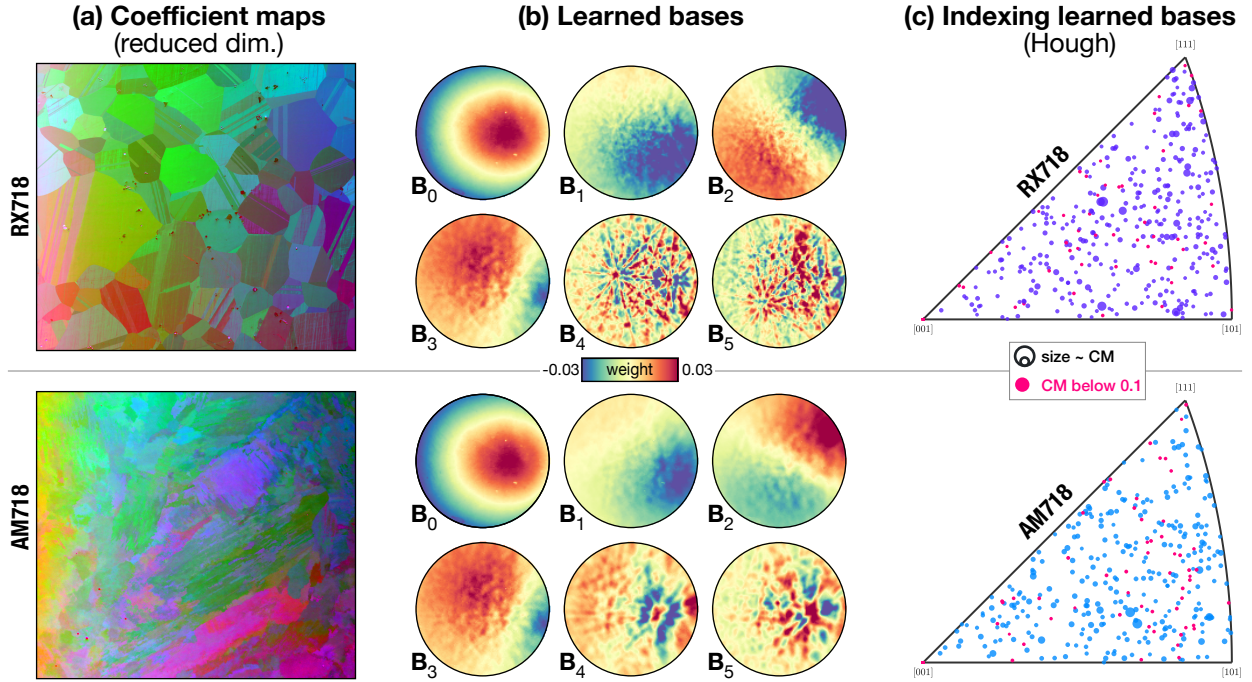 (a) Coefficient maps
(reduced dim.)
(b) Learned bases
(c) Indexing learned bases
(Hough)
RX718
B0
B1
B2
B3
B4
B5
-0.03 weight 0.03
[111]
RX718
[001]
[101]
size ~ CM
CM below 0.1
AM718
B0
B1
B2
B3
B4
B5
[111]
AM718
[001]
[101]